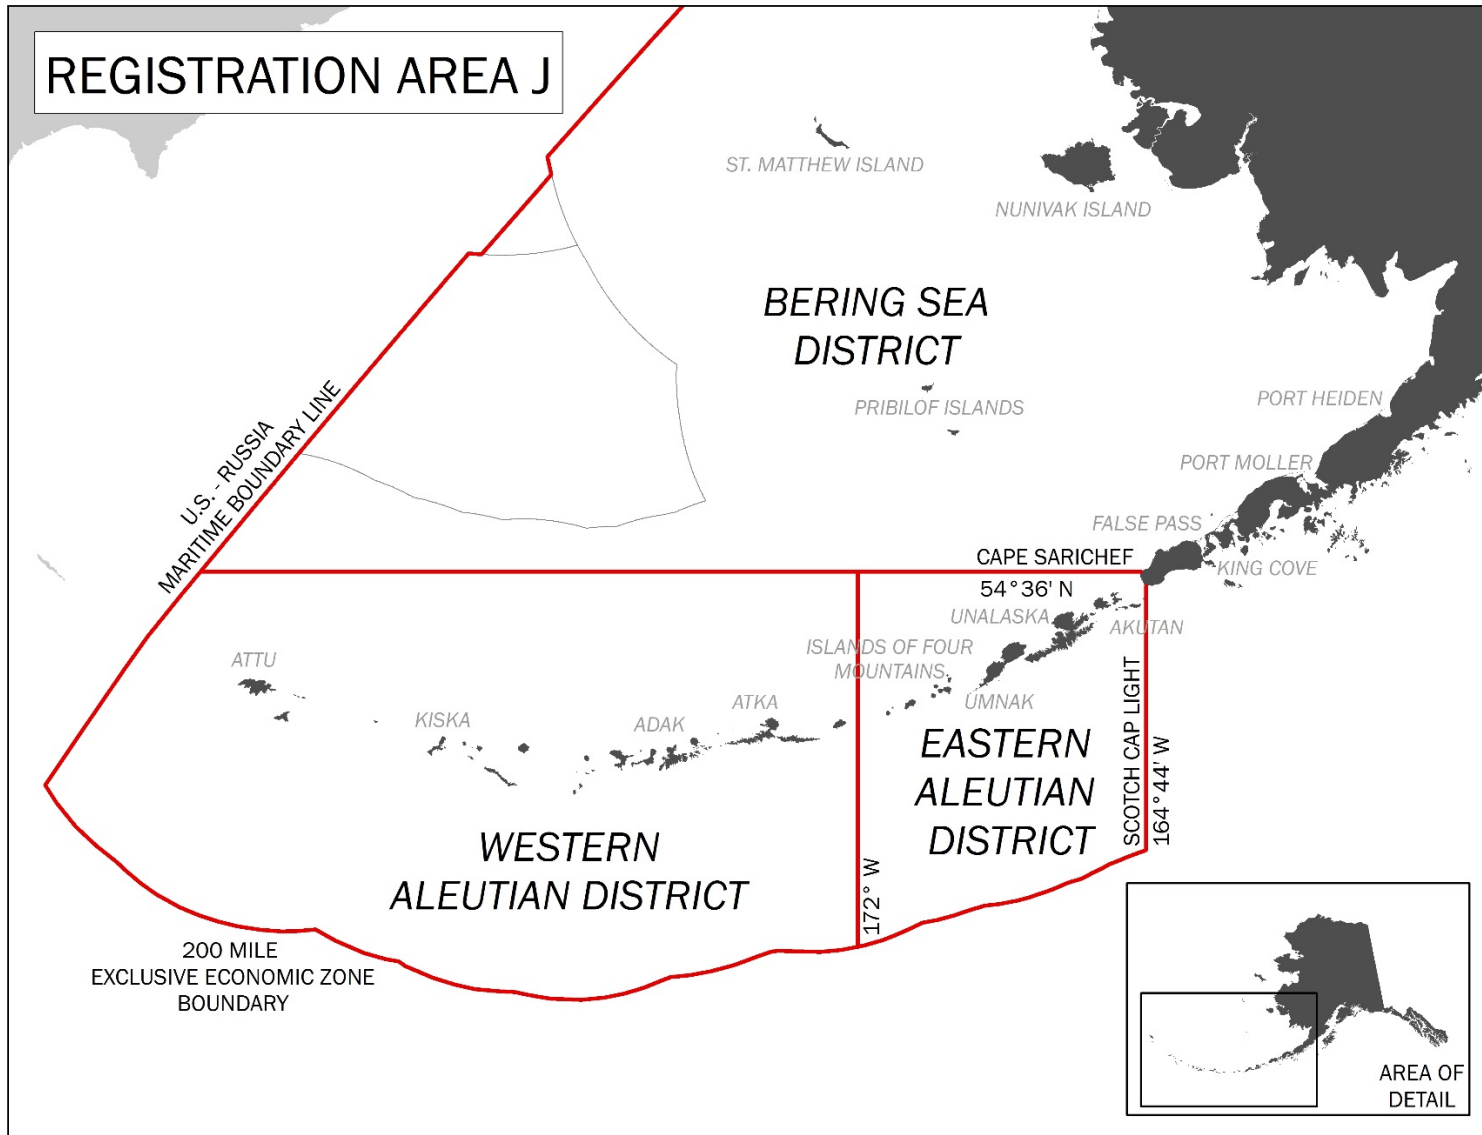 REGISTRATION AREA J
ST. MATTHEW ISLAND
NUNIVAK ISLAND
BERING SEA
DISTRICT
PRIBILOF ISLANDS
PORT HEIDEN
PORT MOLLER
FALSE PASS
KING COVE
U.S. - RUSSIA
MARITIME BOUNDARY LINE
CAPE SARICHEF
54°36' N
UNALASKA
AKUTAN
ISLANDS OF FOUR
MOUNTAINS
UMNAK
ATTU
KISKA
ADAK
ATKA
EASTERN
ALEUTIAN
DISTRICT
SCOTCH CAP LIGHT
164°44' W
WESTERN
ALEUTIAN DISTRICT
172° W
200 MILE
EXCLUSIVE ECONOMIC ZONE
BOUNDARY
AREA OF
DETAIL